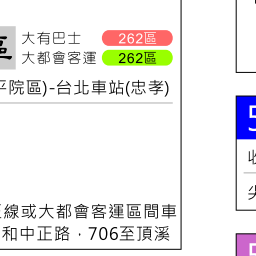 區
大有巴士 262區
大都會客運 262區
平院區)-台北車站(忠孝)
線或大都會客運區間車
和中正路，706至頂溪
5
收
尖
5